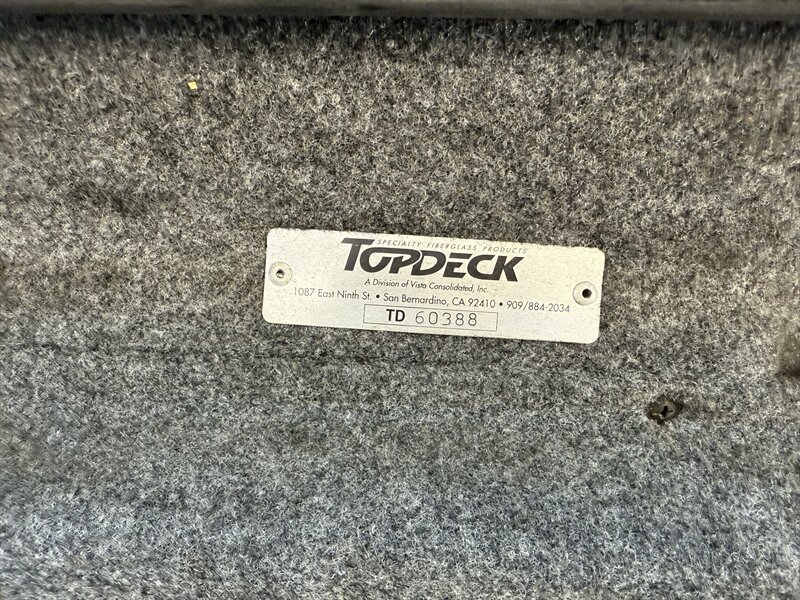 SPECIALTY FIBERGLASS PRODUCTS
TOPDECK
A Division of Vista Consolidated, Inc.
1087 East Ninth St. • San Bernardino, CA 92410 • 909/884-2034
TD 60388